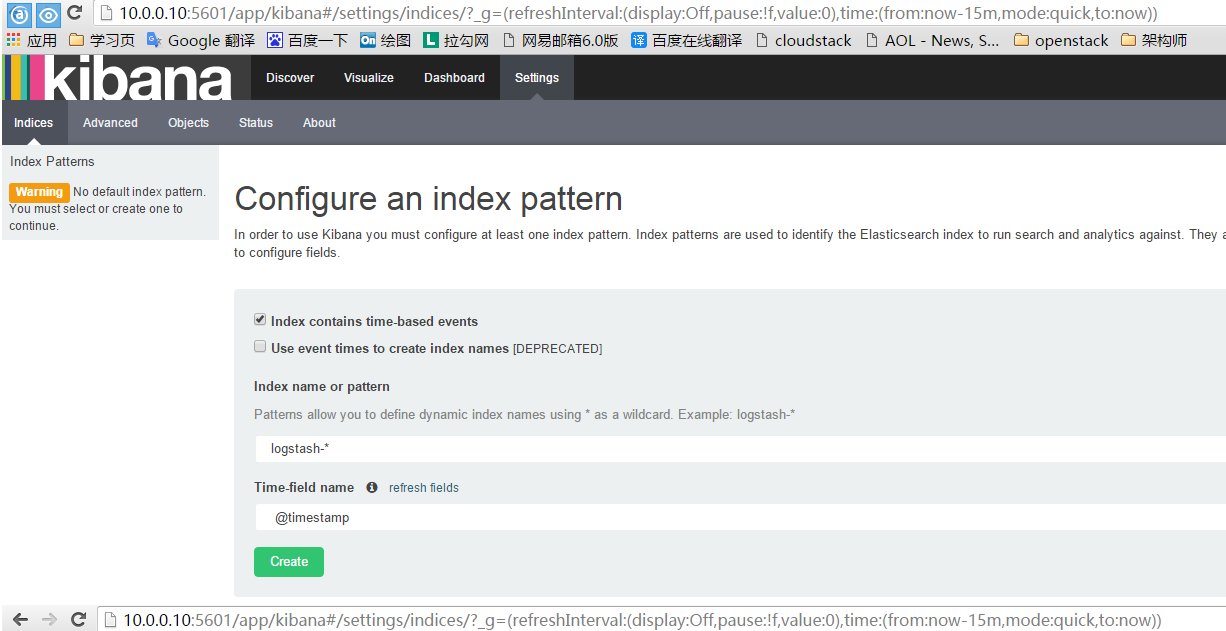 10.0.0.10:5601/app/kibana#/settings/indices/?_g=(refreshInterval:(display:Off,pause:!f,value:0),time:(from:now-15m,mode:quick,to:now))
应用 学习页 Google 翻译 百度一下 On 绘图 L 拉勾网 网易邮箱6.0版 译 百度在线翻译 cloudstack AOL - News, S... openstack 架构师
kibana Discover Visualize Dashboard Settings
Indices Advanced Objects Status About
Index Patterns
Warning No default index pattern.
You must select or create one to
continue.
Configure an index pattern
In order to use Kibana you must configure at least one index pattern. Index patterns are used to identify the Elasticsearch index to run search and analytics against. They a
to configure fields.
Index contains time-based events
Use event times to create index names [DEPRECATED]
Index name or pattern
Patterns allow you to define dynamic index names using * as a wildcard. Example: logstash-*
logstash-*
Time-field name refresh fields
@timestamp
Create
10.0.0.10:5601/app/kibana#/settings/indices/?_g=(refreshInterval:(display:Off,pause:!f,value:0),time:(from:now-15m,mode:quick,to:now))